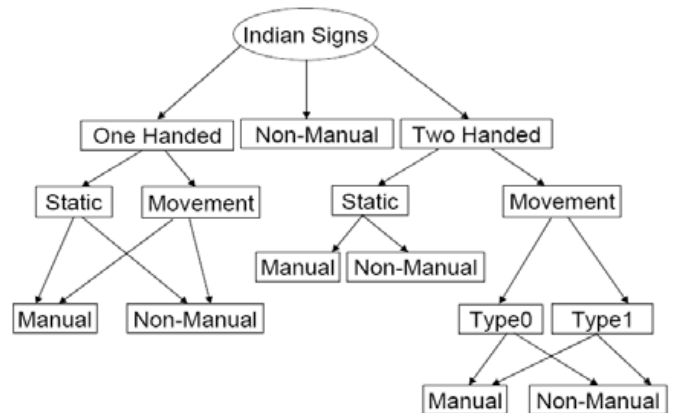 Indian Signs
One Handed
Non-Manual
Two Handed
Static
Movement
Static
Movement
Manual
Non-Manual
Manual
Non-Manual
Type0
Type1
Manual
Non-Manual